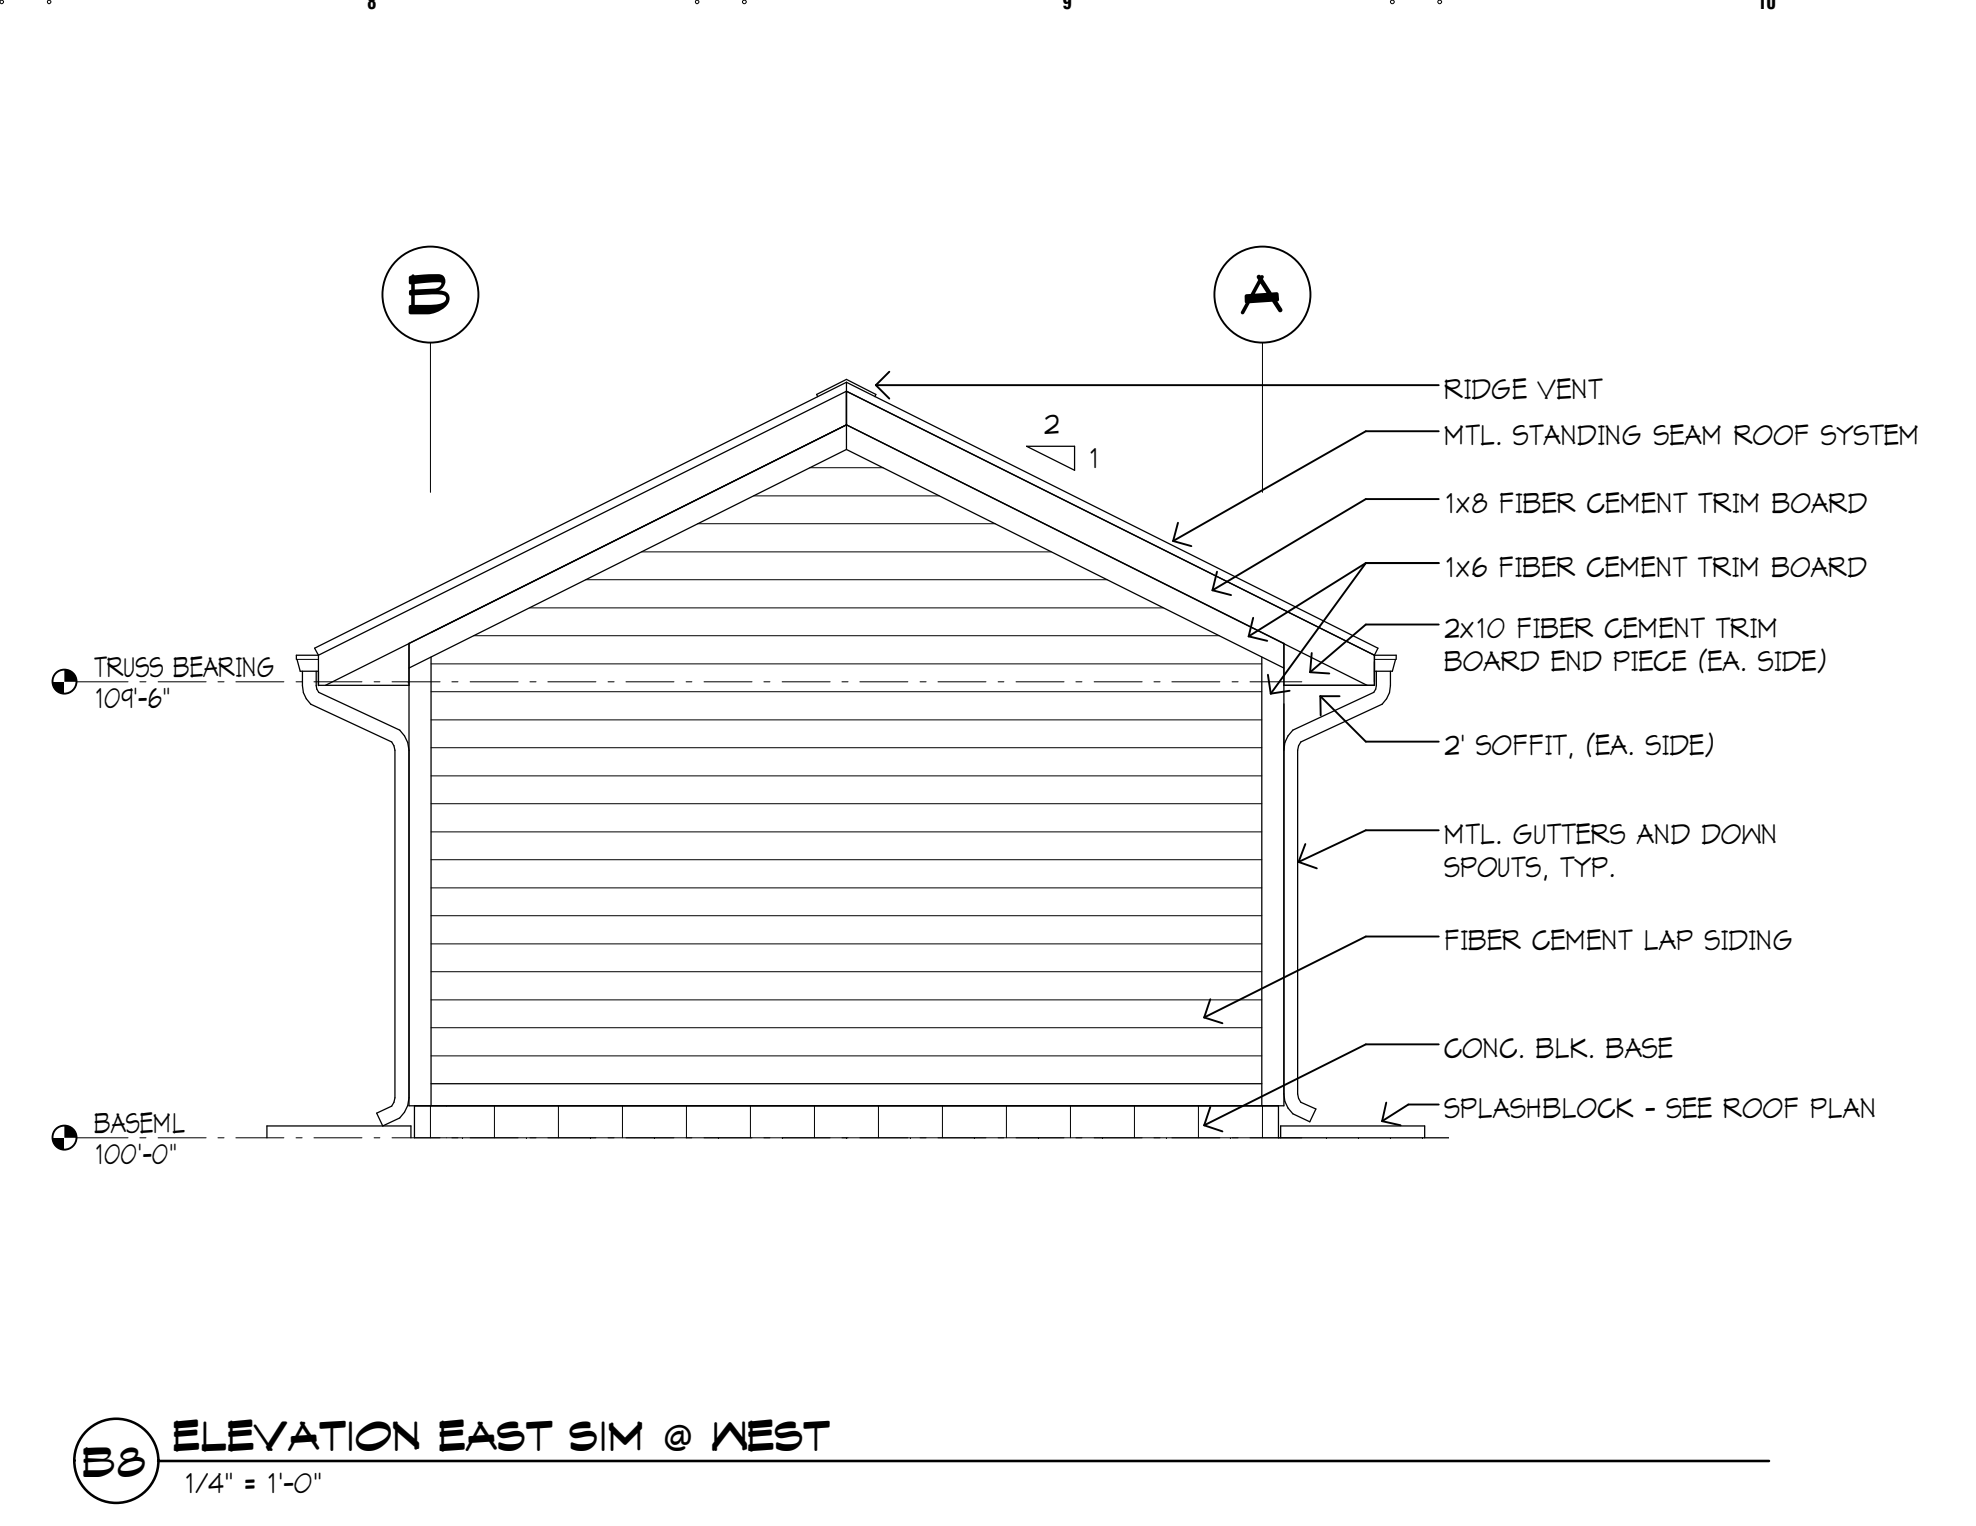 8 9 10
B A
RIDGE VENT
MTL. STANDING SEAM ROOF SYSTEM
2
1
1x8 FIBER CEMENT TRIM BOARD
1x6 FIBER CEMENT TRIM BOARD
2x10 FIBER CEMENT TRIM
BOARD END PIECE (EA. SIDE)
TRUSS BEARING
109'-6"
2' SOFFIT, (EA. SIDE)
MTL. GUTTERS AND DOWN
SPOUTS, TYP.
FIBER CEMENT LAP SIDING
CONC. BLK. BASE
SPLASHBLOCK - SEE ROOF PLAN
BASEML
100'-0"
B8
ELEVATION EAST SIM @ WEST
1/4" = 1'-0"